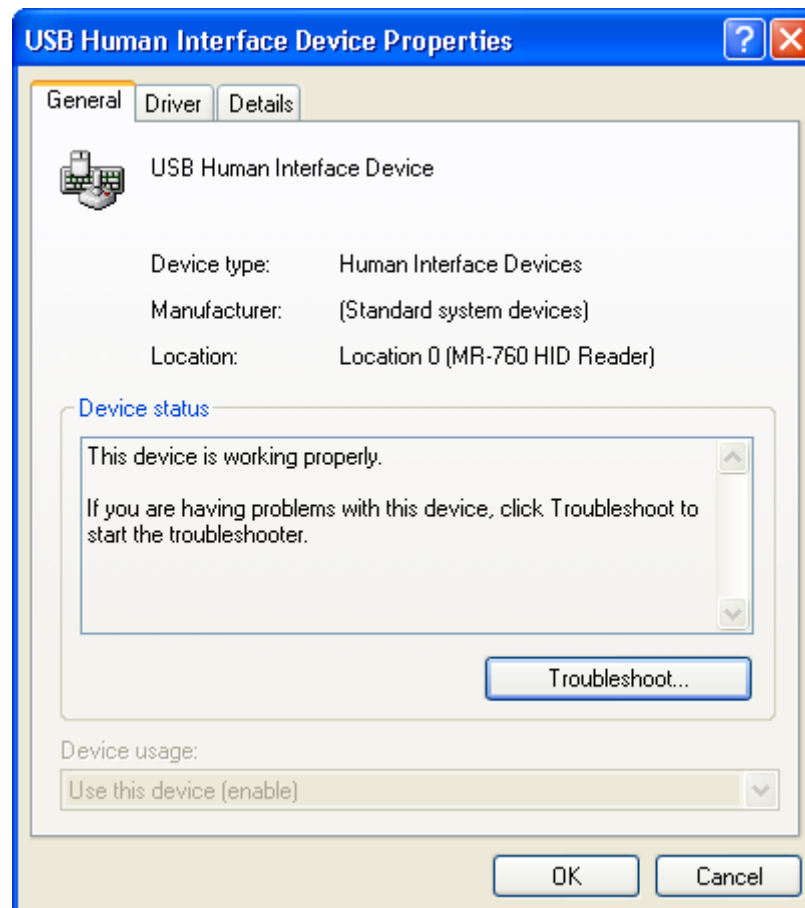 USB Human Interface Device Properties
General Driver Details
USB Human Interface Device
Device type: Human Interface Devices
Manufacturer: (Standard system devices)
Location: Location 0 (MR-760 HID Reader)
Device status
This device is working properly.
If you are having problems with this device, click Troubleshoot to
start the troubleshooter.
Troubleshoot...
Device usage:
Use this device (enable)
OK Cancel